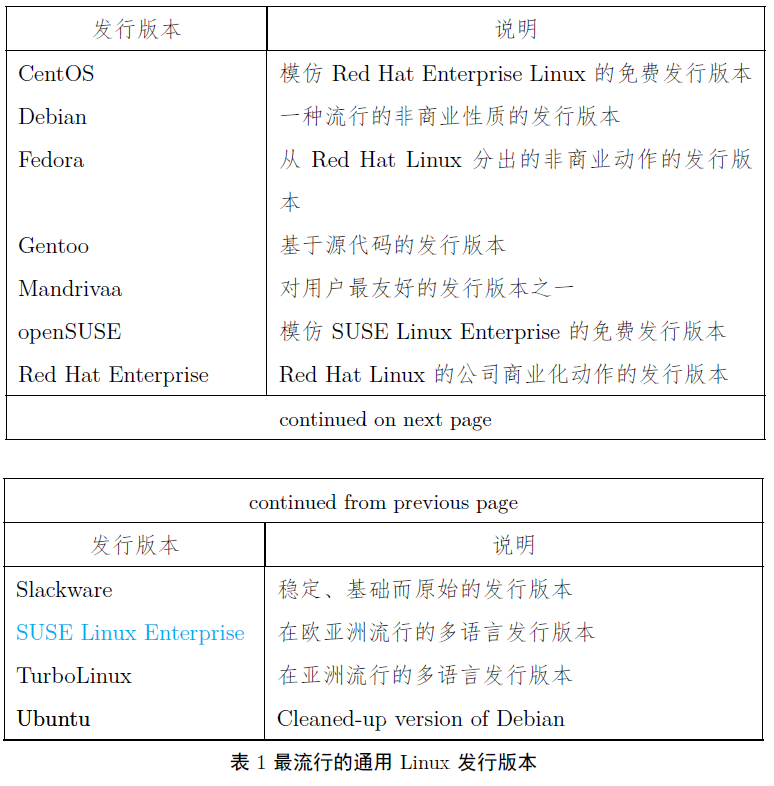 发行版本 说明
CentOS 模仿 Red Hat Enterprise Linux 的免费发行版本
Debian 一种流行的非商业性质的发行版本
Fedora 从 Red Hat Linux 分出的非商业动作的发行版
本
Gentoo 基于源代码的发行版本
Mandrivaa 对用户最友好的发行版本之一
openSUSE 模仿 SUSE Linux Enterprise 的免费发行版本
Red Hat Enterprise Red Hat Linux 的公司商业化动作的发行版本
continued on next page
continued from previous page
发行版本 说明
Slackware 稳定、基础而原始的发行版本
SUSE Linux Enterprise 在欧亚洲流行的多语言发行版本
TurboLinux 在亚洲流行的多语言发行版本
Ubuntu Cleaned-up version of Debian
表 1 最流行的通用 Linux 发行版本